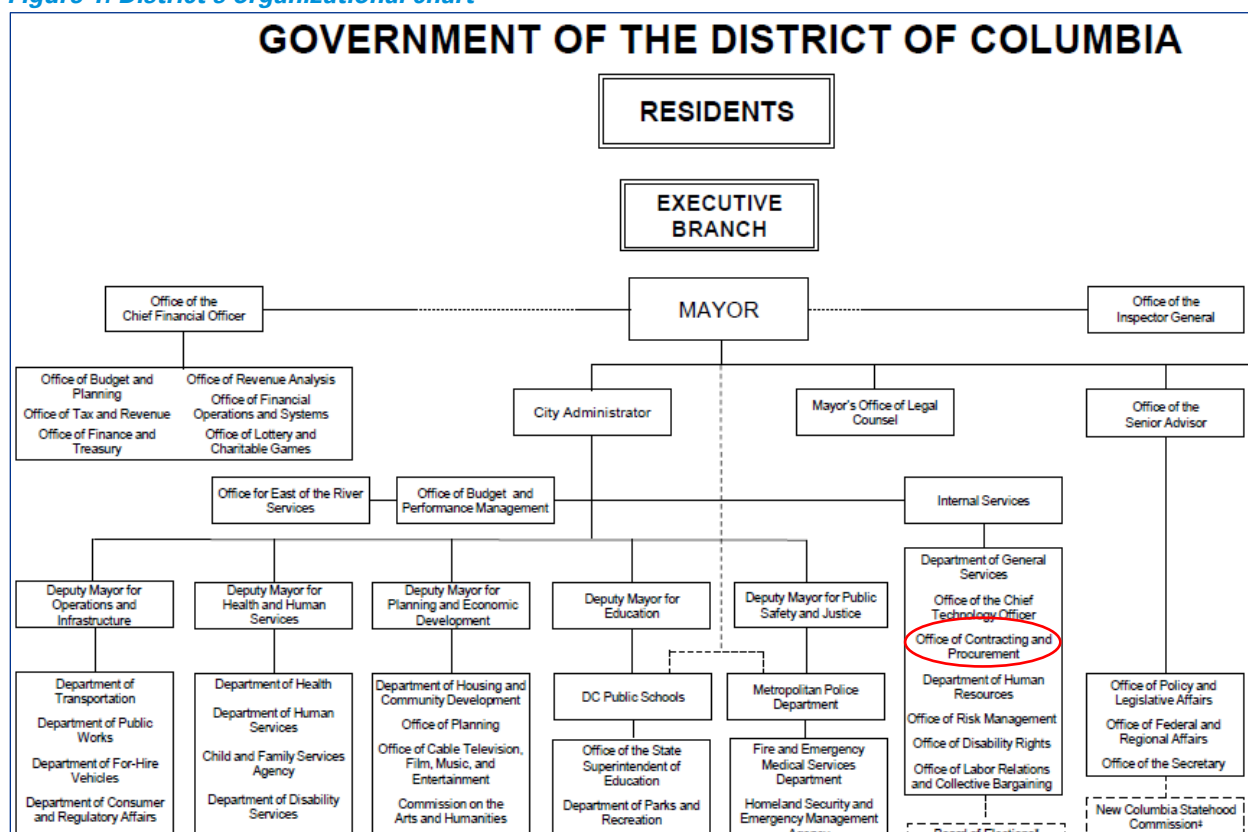 Figure 1: District's organizational chart
GOVERNMENT OF THE DISTRICT OF COLUMBIA
RESIDENTS
EXECUTIVE
BRANCH
Office of the
Chief Financial Officer
MAYOR
Office of the
Inspector General
Office of Budget and
Planning
Office of Tax and Revenue
Office of Finance and
Treasury
Office of Revenue Analysis
Office of Financial
Operations and Systems
Office of Lottery and
Charitable Games
City Administrator
Mayor's Office of Legal
Counsel
Office of the
Senior Advisor
Office for East of the River
Services
Office of Budget and
Performance Management
Internal Services
Deputy Mayor for
Operations and
Infrastructure
Deputy Mayor for
Health and Human
Services
Deputy Mayor for
Planning and Economic
Development
Deputy Mayor for
Education
Deputy Mayor for Public
Safety and Justice
Department of General
Services
Office of the Chief
Technology Officer
Office of Contracting and
Procurement
Department of Human
Resources
Office of Risk Management
Office of Disability Rights
Office of Labor Relations
and Collective Bargaining
Department of
Transportation
Department of Public
Works
Department of For-Hire
Vehicles
Department of Consumer
and Regulatory Affairs
Department of Health
Department of Human
Services
Child and Family Services
Agency
Department of Disability
Services
Department of Housing and
Community Development
Office of Planning
Office of Cable Television,
Film, Music, and
Entertainment
Commission on the
Arts and Humanities
DC Public Schools
Office of the State
Superintendent of
Education
Department of Parks and
Recreation
Metropolitan Police
Department
Fire and Emergency
Medical Services
Department
Homeland Security and
Emergency Management
Office of Policy and
Legislative Affairs
Office of Federal and
Regional Affairs
Office of the Secretary
New Columbia Statehood
Commission‡